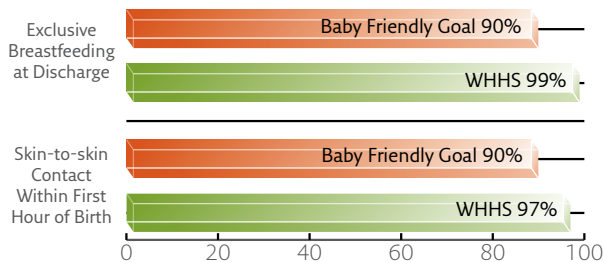 Exclusive
Breastfeeding
at Discharge
Baby Friendly Goal 90%
WHHS 99%
Skin-to-skin
Contact
Within First
Hour of Birth
Baby Friendly Goal 90%
WHHS 97%
0 20 40 60 80 100